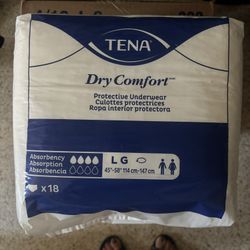 TENA
Dry Comfort™
Protective Underwear
Culottes protectrices
Ropa interior protectora
Absorbency
Absorption
Absorbencia
LG
45"-58" 114 cm-147 cm
x18